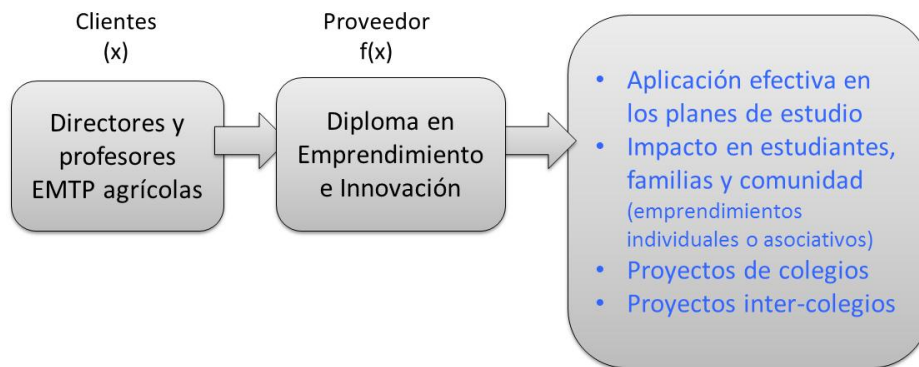 Clientes
(x)
Proveedor
f(x)
Directores y
profesores
EMTP agrícolas
Diploma en
Emprendimiento
e Innovación
• Aplicación efectiva en
los planes de estudio
• Impacto en estudiantes,
familias y comunidad
(emprendimientos
individuales o asociativos)
• Proyectos de colegios
• Proyectos inter-colegios